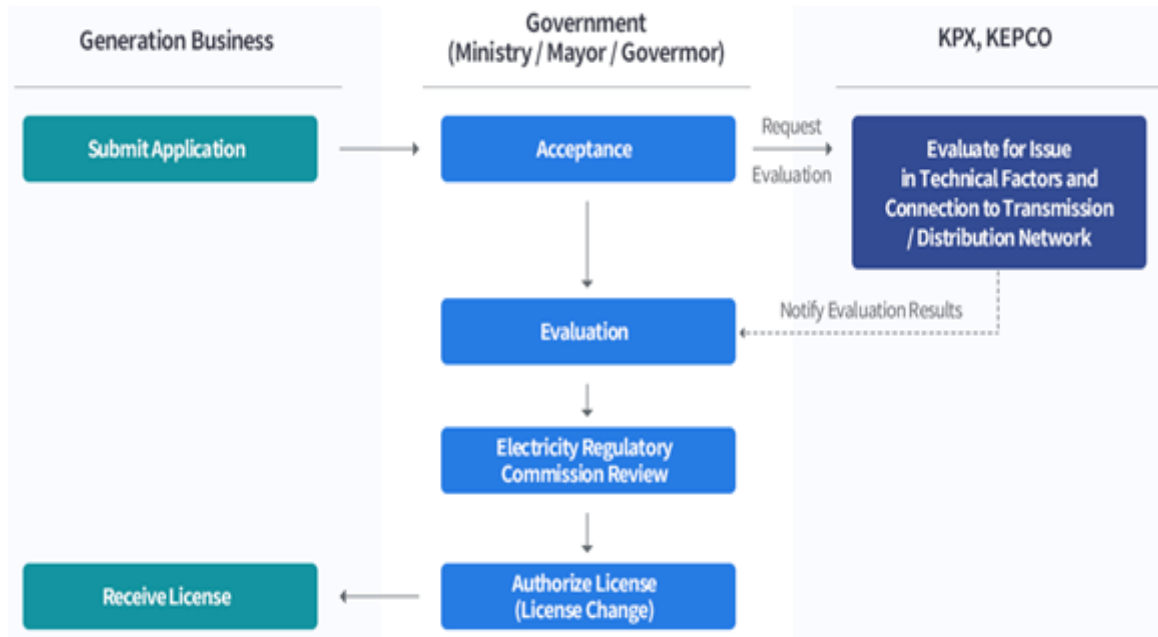 Generation Business
Government
(Ministry / Mayor / Govermor)
KPX, KEPCO
Submit Application
Acceptance
Request
Evaluation
Evaluate for Issue
in Technical Factors and
Connection to Transmission
/ Distribution Network
Notify Evaluation Results
Evaluation
Electricity Regulatory
Commission Review
Authorize License
(License Change)
Receive License